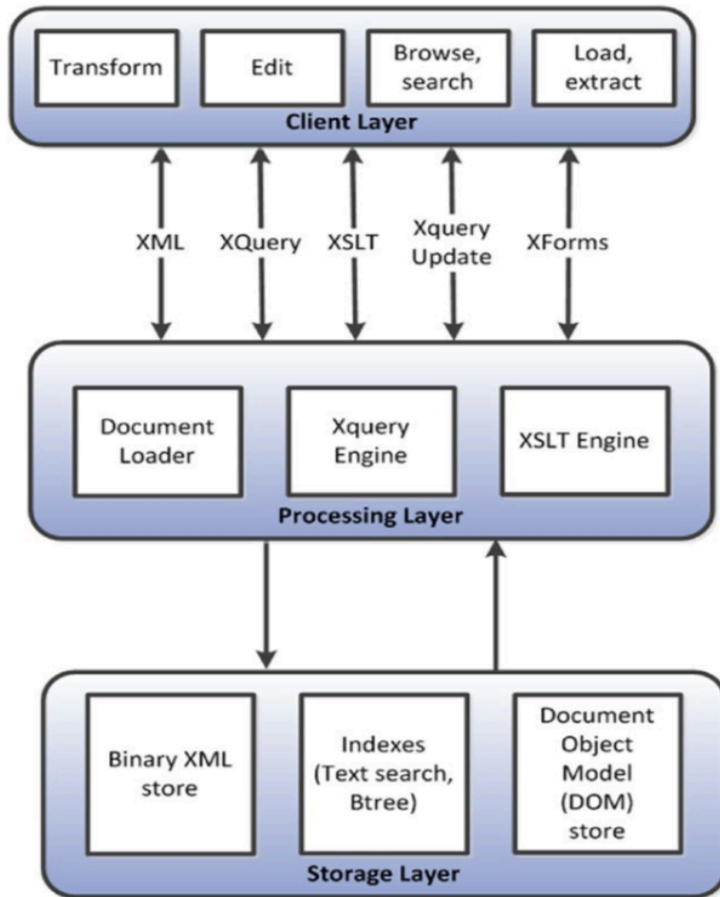 Transform
Edit
Browse,
search
Load,
extract
Client Layer
XML
XQuery
XSLT
Xquery
Update
XForms
Document
Loader
Xquery
Engine
XSLT Engine
Processing Layer
Binary XML
store
Indexes
(Text search,
Btree)
Document
Object
Model
(DOM)
store
Storage Layer